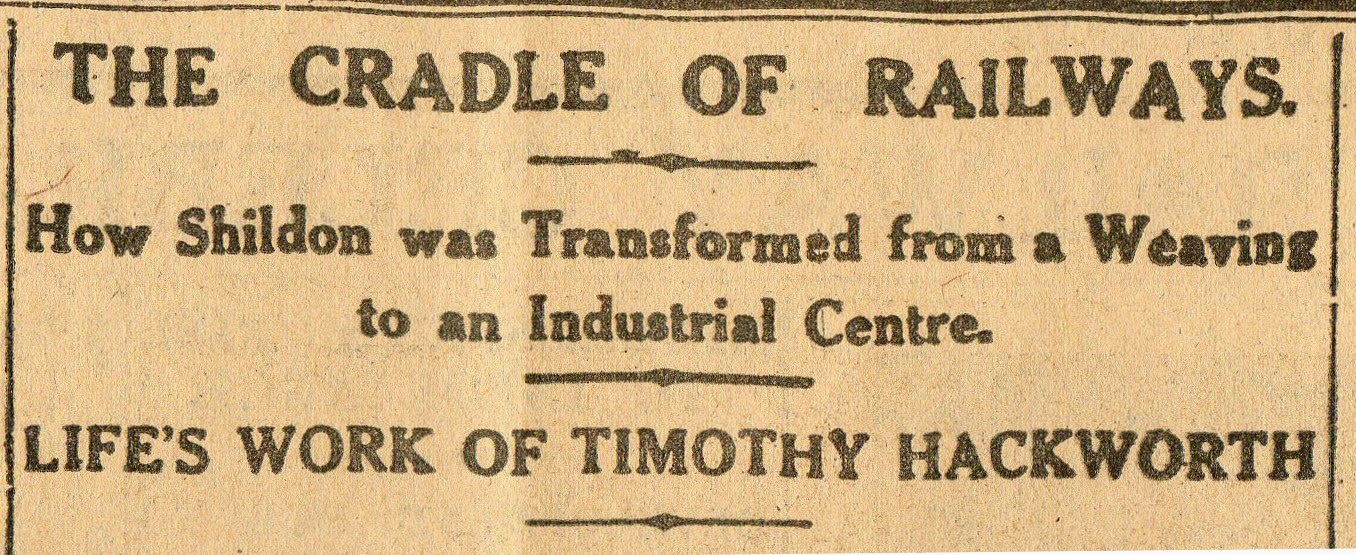 THE CRADLE OF RAILWAYS.
How Shildon was Transformed from a Weaving
to an Industrial Centre.
LIFE'S WORK OF TIMOTHY HACKWORTH